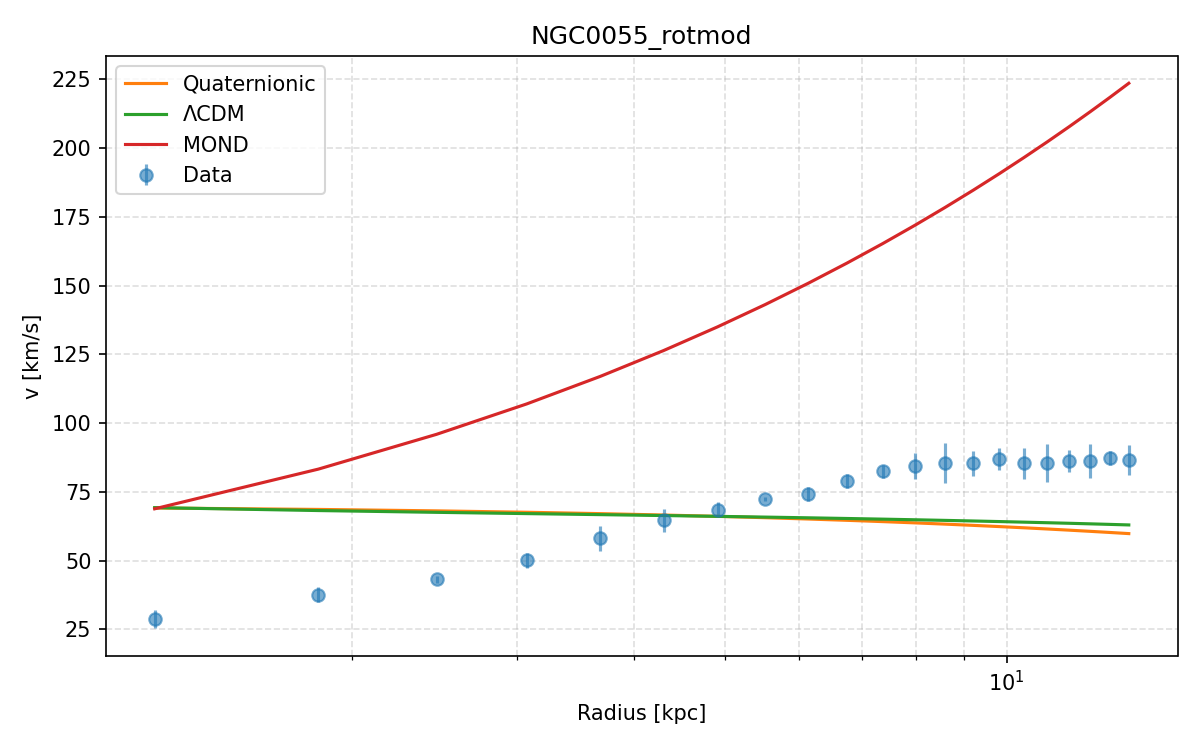 NGC0055_rotmod
Quaternionic
ΛCDM
MOND
Data
225
200
175
150
125
100
75
50
25
v [km/s]
10¹
Radius [kpc]